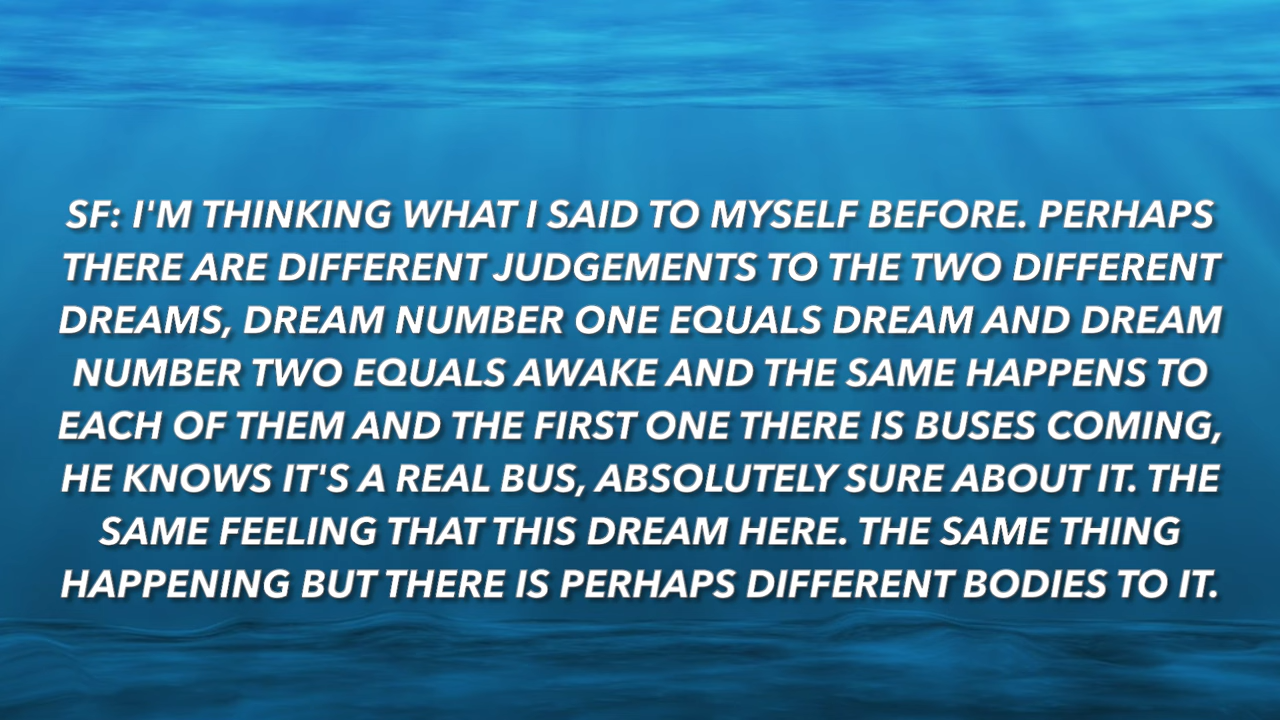 SF: I'M THINKING WHAT I SAID TO MYSELF BEFORE. PERHAPS
THERE ARE DIFFERENT JUDGEMENTS TO THE TWO DIFFERENT
DREAMS, DREAM NUMBER ONE EQUALS DREAM AND DREAM
NUMBER TWO EQUALS AWAKE AND THE SAME HAPPENS TO
EACH OF THEM AND THE FIRST ONE THERE IS BUSES COMING,
HE KNOWS IT'S A REAL BUS, ABSOLUTELY SURE ABOUT IT. THE
SAME FEELING THAT THIS DREAM HERE. THE SAME THING
HAPPENING BUT THERE IS PERHAPS DIFFERENT BODIES TO IT.